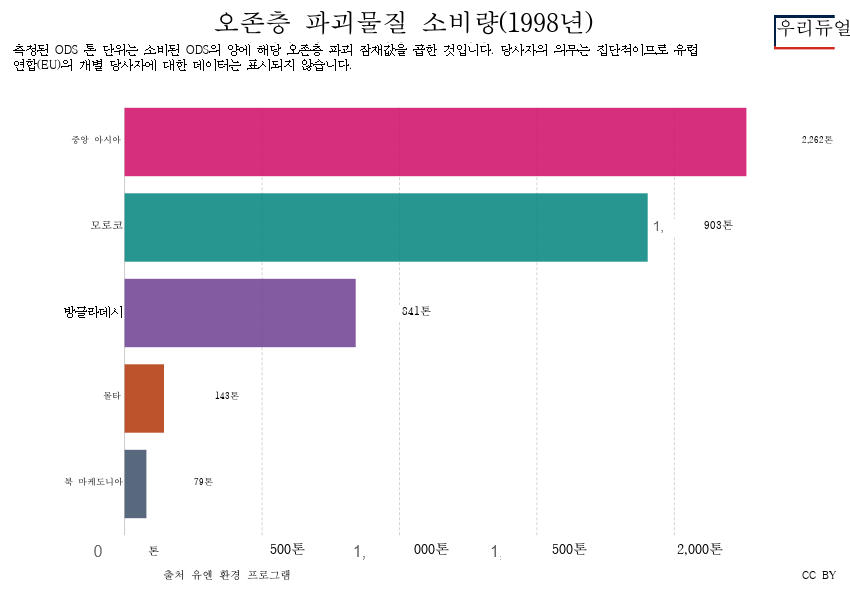 오존층 파괴물질 소비량(1998년)
우리듀얼
측정된 ODS 톤 단위는 소비된 ODS의 양에 해당 오존층 파괴 잠재값을 곱한 것입니다. 당사자의 의무는 집단적이므로 유럽
연합(EU)의 개별 당사자에 대한 데이터는 표시되지 않습니다.
중앙 아시아 2,262톤
모로코 1, 903톤
방글라데시 841톤
몰타 143톤
북 마케도니아 79톤
0 톤 500톤 1, 000톤 1, 500톤 2,000톤
출처 유엔 환경 프로그램 CC BY